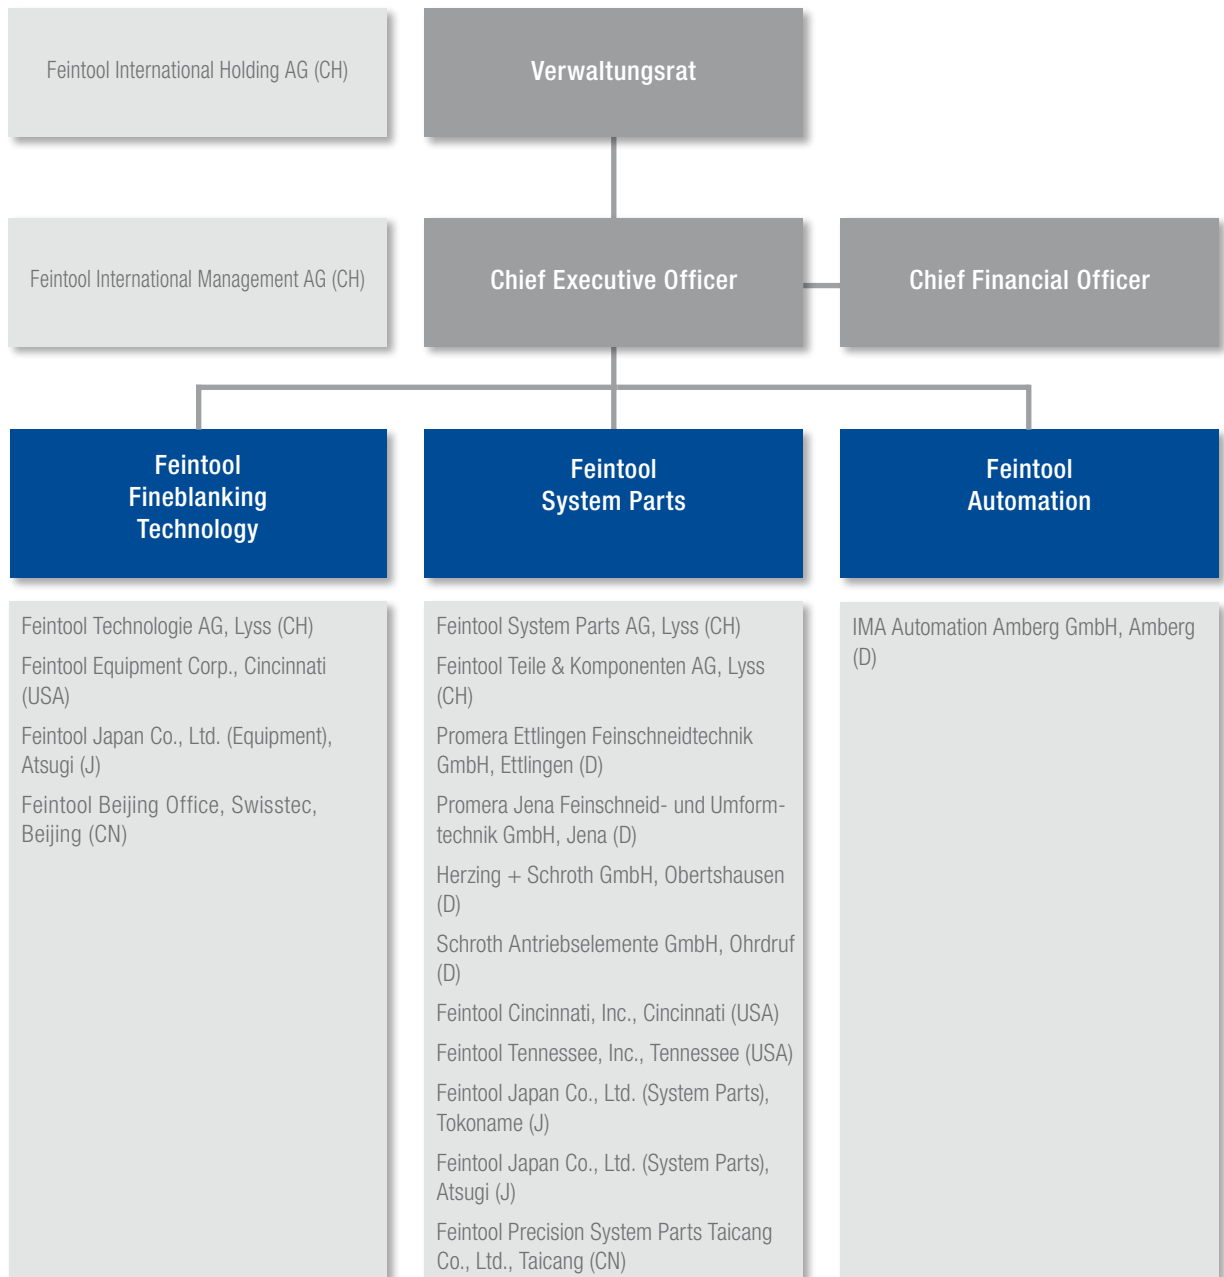 Feintool International Holding AG (CH)
Verwaltungsrat
Feintool International Management AG (CH)
Chief Executive Officer
Chief Financial Officer
Feintool
Fineblanking
Technology
Feintool
System Parts
Feintool
Automation
Feintool Technologie AG, Lyss (CH)
Feintool Equipment Corp., Cincinnati
(USA)
Feintool Japan Co., Ltd. (Equipment),
Atsugi (J)
Feintool Beijing Office, Swisstec,
Beijing (CN)
Feintool System Parts AG, Lyss (CH)
Feintool Teile & Komponenten AG, Lyss
(CH)
Promera Ettlingen Feinschneidtechnik
GmbH, Ettlingen (D)
Promera Jena Feinschneid- und Umform-
technik GmbH, Jena (D)
Herzing + Schroth GmbH, Obertshausen
(D)
Schroth Antriebselemente GmbH, Ohrdruf
(D)
Feintool Cincinnati, Inc., Cincinnati (USA)
Feintool Tennessee, Inc., Tennessee (USA)
Feintool Japan Co., Ltd. (System Parts),
Tokoname (J)
Feintool Japan Co., Ltd. (System Parts),
Atsugi (J)
Feintool Precision System Parts Taicang
Co., Ltd., Taicang (CN)
IMA Automation Amberg GmbH, Amberg
(D)